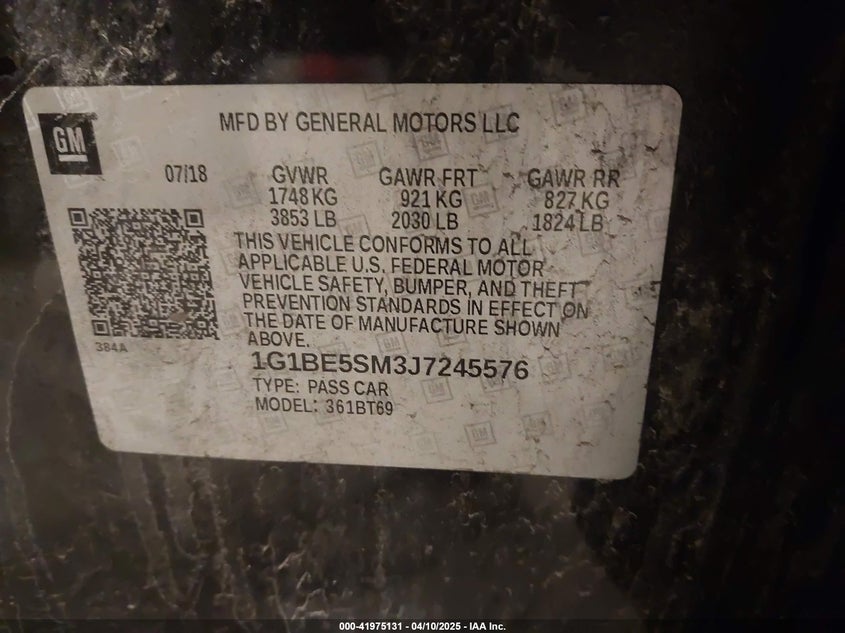 GM
MFD BY GENERAL MOTORS LLC
07/18 GVWR GAWR FRT GAWR RR
1748 KG 921 KG 827 KG
3853 LB 2030 LB 1824 LB
THIS VEHICLE CONFORMS TO ALL
APPLICABLE U.S. FEDERAL MOTOR
VEHICLE SAFETY, BUMPER, AND THEFT
PREVENTION STANDARDS IN EFFECT ON
THE DATE OF MANUFACTURE SHOWN
ABOVE.
384A
1G1BE5SM3J7245576
TYPE: PASS CAR
MODEL: 361BT69
000-41975131 - 04/10/2025 - IAA Inc.